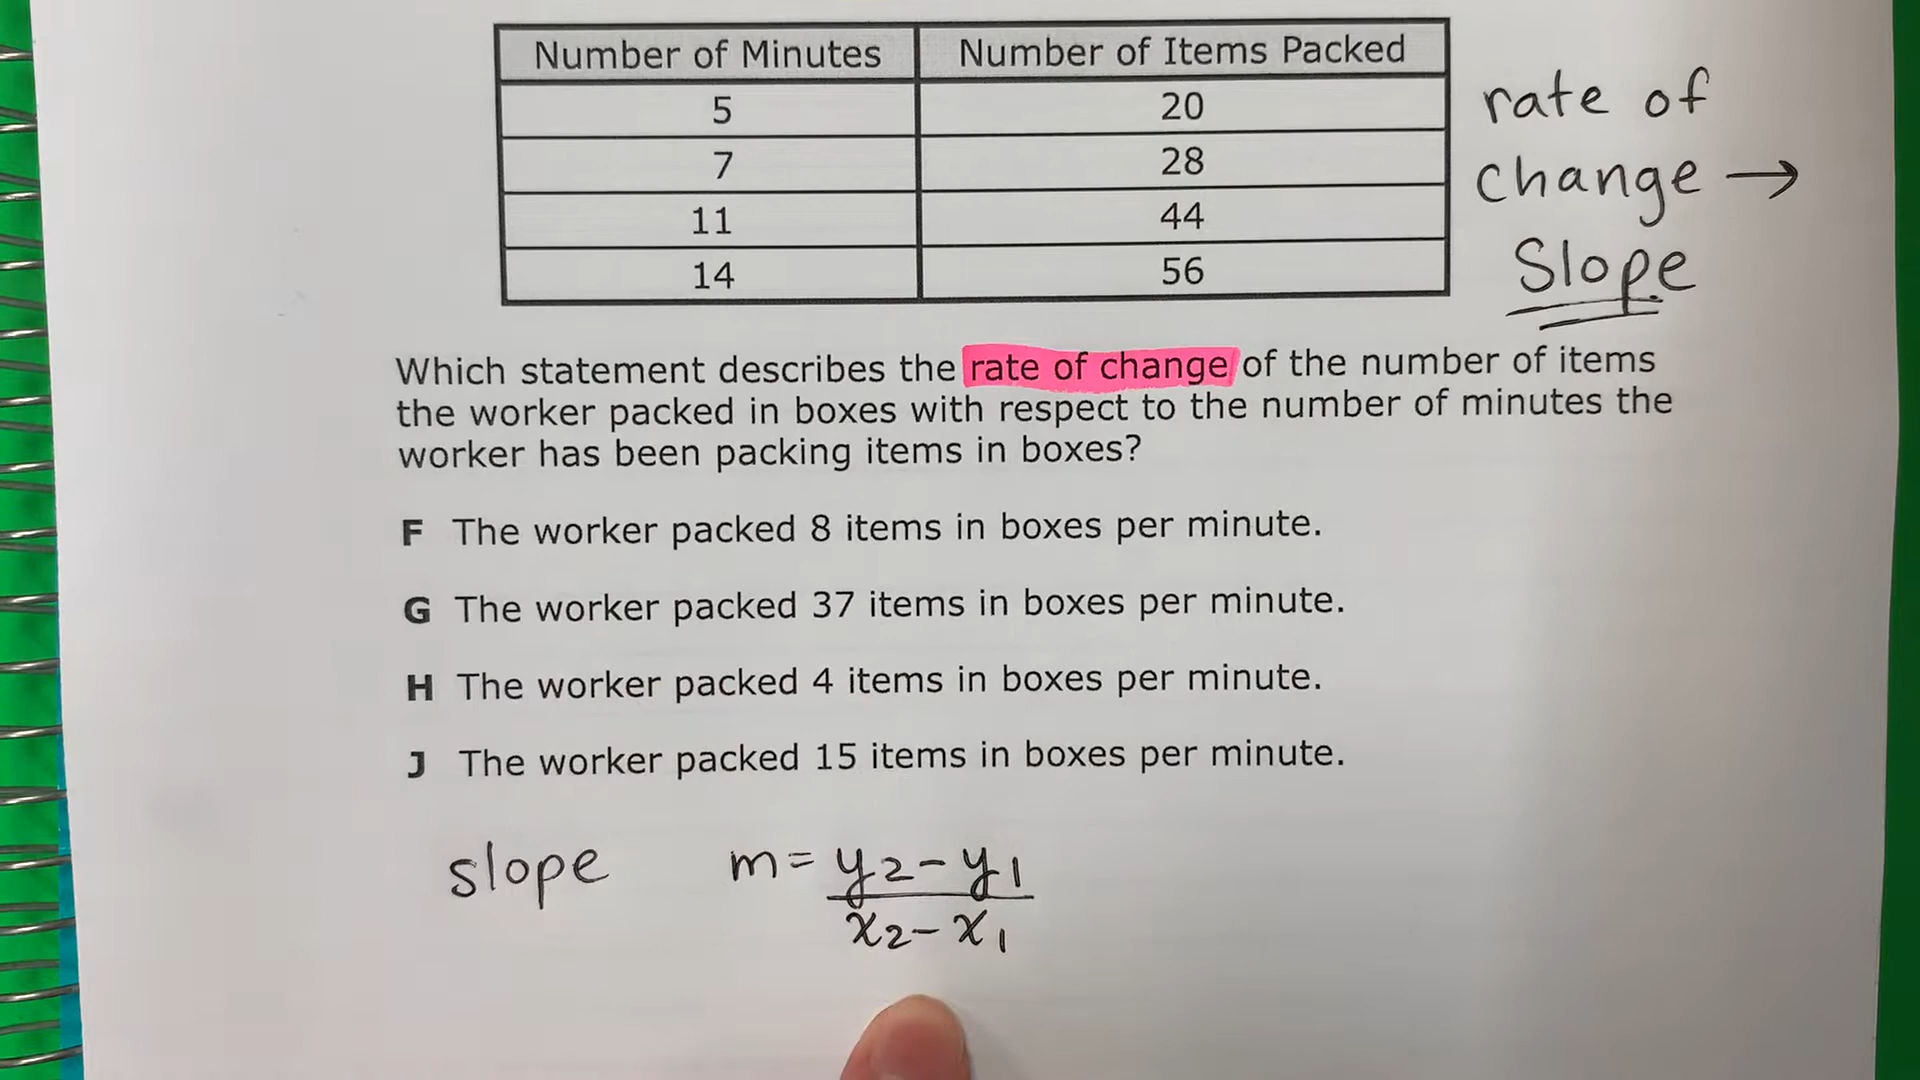 Number of Minutes Number of Items Packed
5 20
7 28
11 44
14 56
rate of
change →
Slope
Which statement describes the rate of change of the number of items
the worker packed in boxes with respect to the number of minutes the
worker has been packing items in boxes?
F The worker packed 8 items in boxes per minute.
G The worker packed 37 items in boxes per minute.
H The worker packed 4 items in boxes per minute.
J The worker packed 15 items in boxes per minute.
slope m = y2 - y1
x2 - x1